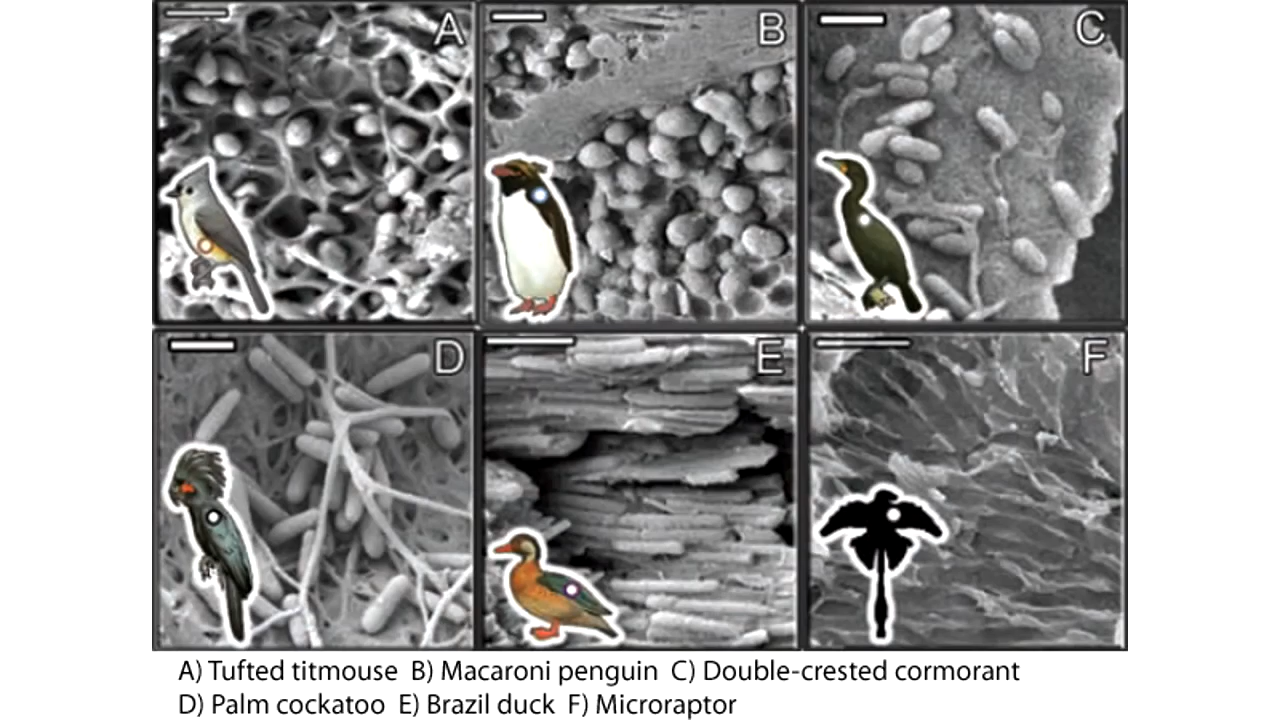 A
B
C
D
E
F
A) Tufted titmouse B) Macaroni penguin C) Double-crested cormorant
D) Palm cockatoo E) Brazil duck F) Microraptor